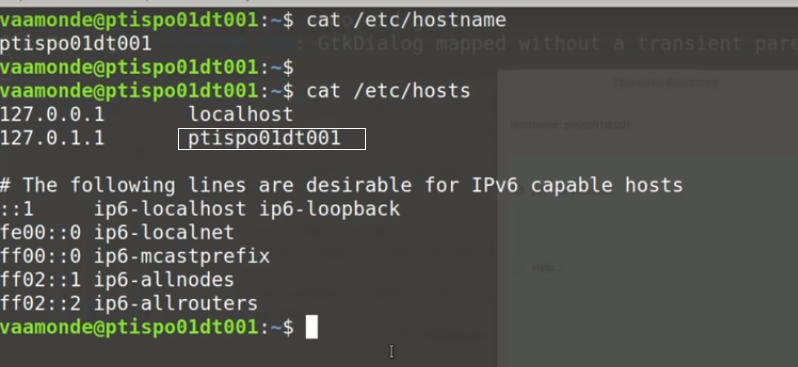 vaamonde@ptispo01dt001:~$ cat /etc/hostname
ptispo01dt001
: GtkDialog mapped without a transient pare
vaamonde@ptispo01dt001:~$
vaamonde@ptispo01dt001:~$ cat /etc/hosts
127.0.0.1 localhost
127.0.1.1 ptispo01dt001
# The following lines are desirable for IPv6 capable hosts
::1 ip6-localhost ip6-loopback
fe00::0 ip6-localnet
ff00::0 ip6-mcastprefix
ff02::1 ip6-allnodes
ff02::2 ip6-allrouters
vaamonde@ptispo01dt001:~$